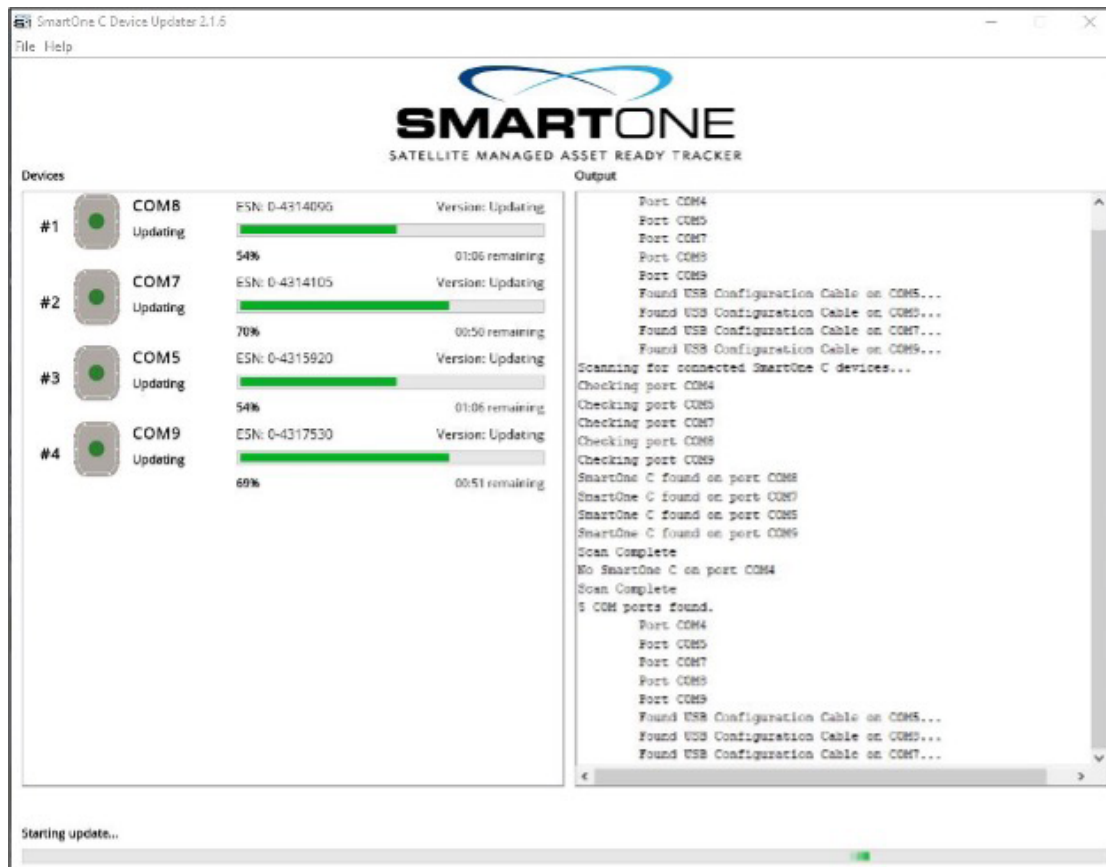 SmartOne C Device Updater 2.1.6
File Help
SMARTONE
SATELLITE MANAGED ASSET READY TRACKER
Devices
#1 COM8 ESN: 0-4314096 Version: Updating
Updating
54% 01:06 remaining
#2 COM7 ESN: 0-4314105 Version: Updating
Updating
70% 00:50 remaining
#3 COM5 ESN: 0-4315920 Version: Updating
Updating
54% 01:06 remaining
#4 COM9 ESN: 0-4317530 Version: Updating
Updating
69% 00:51 remaining
Output
Port COM4
Port COM5
Port COM7
Port COM8
Port COM9
Found USB Configuration Cable on COM5...
Found USB Configuration Cable on
Found USB Configuration Cable on COM7...
Found USB Configuration Cable on COM9...
Scanning for connected SmartOne C devices...
Checking port COM4
Checking port COM5
Checking port COM7
Checking port COM8
Checking port COM9
SmartOne C found on port COM8
SmartOne C found on port COM7
SmartOne C found on port COM5
SmartOne C found on port COM9
Scan Complete
No SmartOne C on port COM4
Scan Complete
5 COM ports found.
Port COM4
Port COM5
Port COM7
Port COM8
Port COM9
Found USB Configuration Cable on COM5...
Found USB Configuration Cable on
Found USB Configuration Cable on COM7...
Starting update...